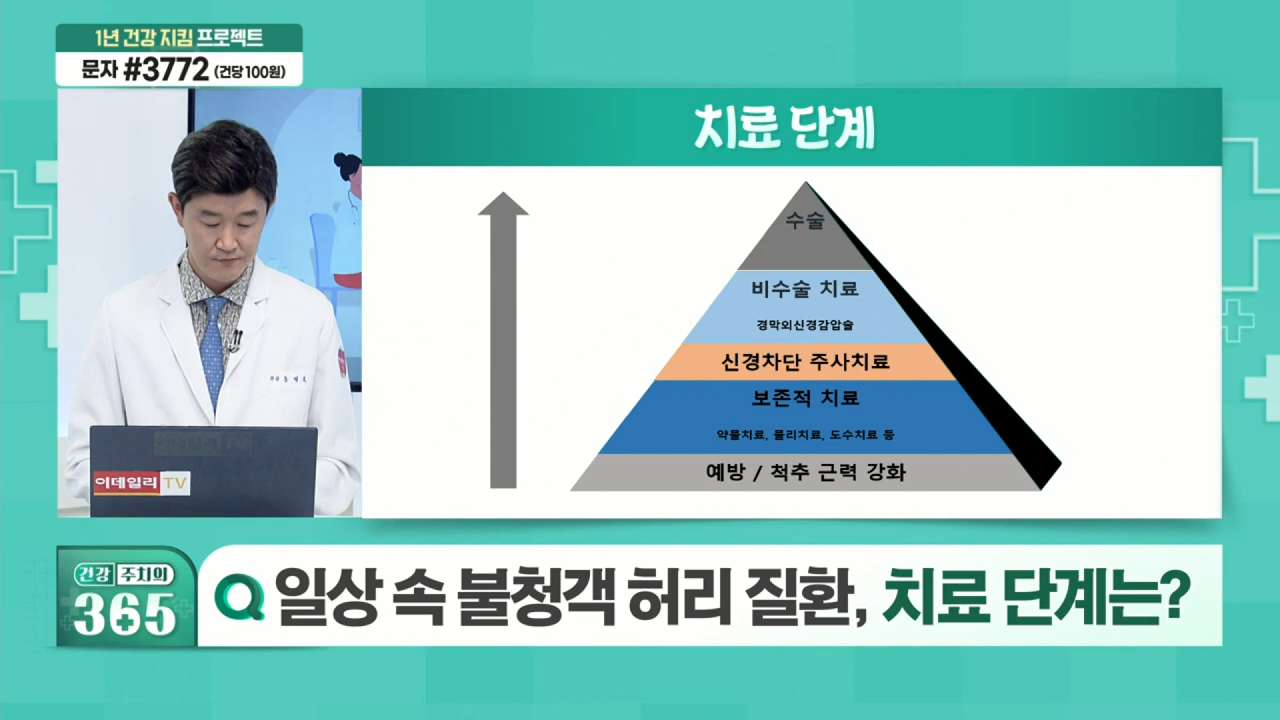 1년 건강 지킴 프로젝트
문자 #3772 (건당 100원)
치료 단계
수술
비수술 치료
경막외신경감압술
신경차단 주사치료
보존적 치료
약물치료, 물리치료, 도수치료 등
예방 / 척추 근력 강화
이데일리 TV
건강 주치의
365
Q 일상 속 불청객 허리 질환, 치료 단계는?